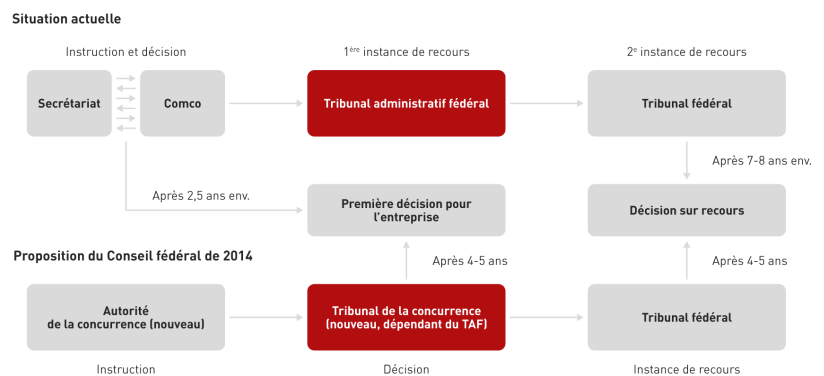 Situation actuelle
Instruction et décision
1ère instance de recours
2e instance de recours
Secrétariat
Comco
Tribunal administratif fédéral
Tribunal fédéral
Après 7-8 ans env.
Après 2,5 ans env.
Première décision pour
l'entreprise
Décision sur recours
Proposition du Conseil fédéral de 2014
Après 4-5 ans
Après 4-5 ans
Autorité
de la concurrence (nouveau)
Tribunal de la concurrence
(nouveau, dépendant du TAF)
Tribunal fédéral
Instruction
Décision
Instance de recours